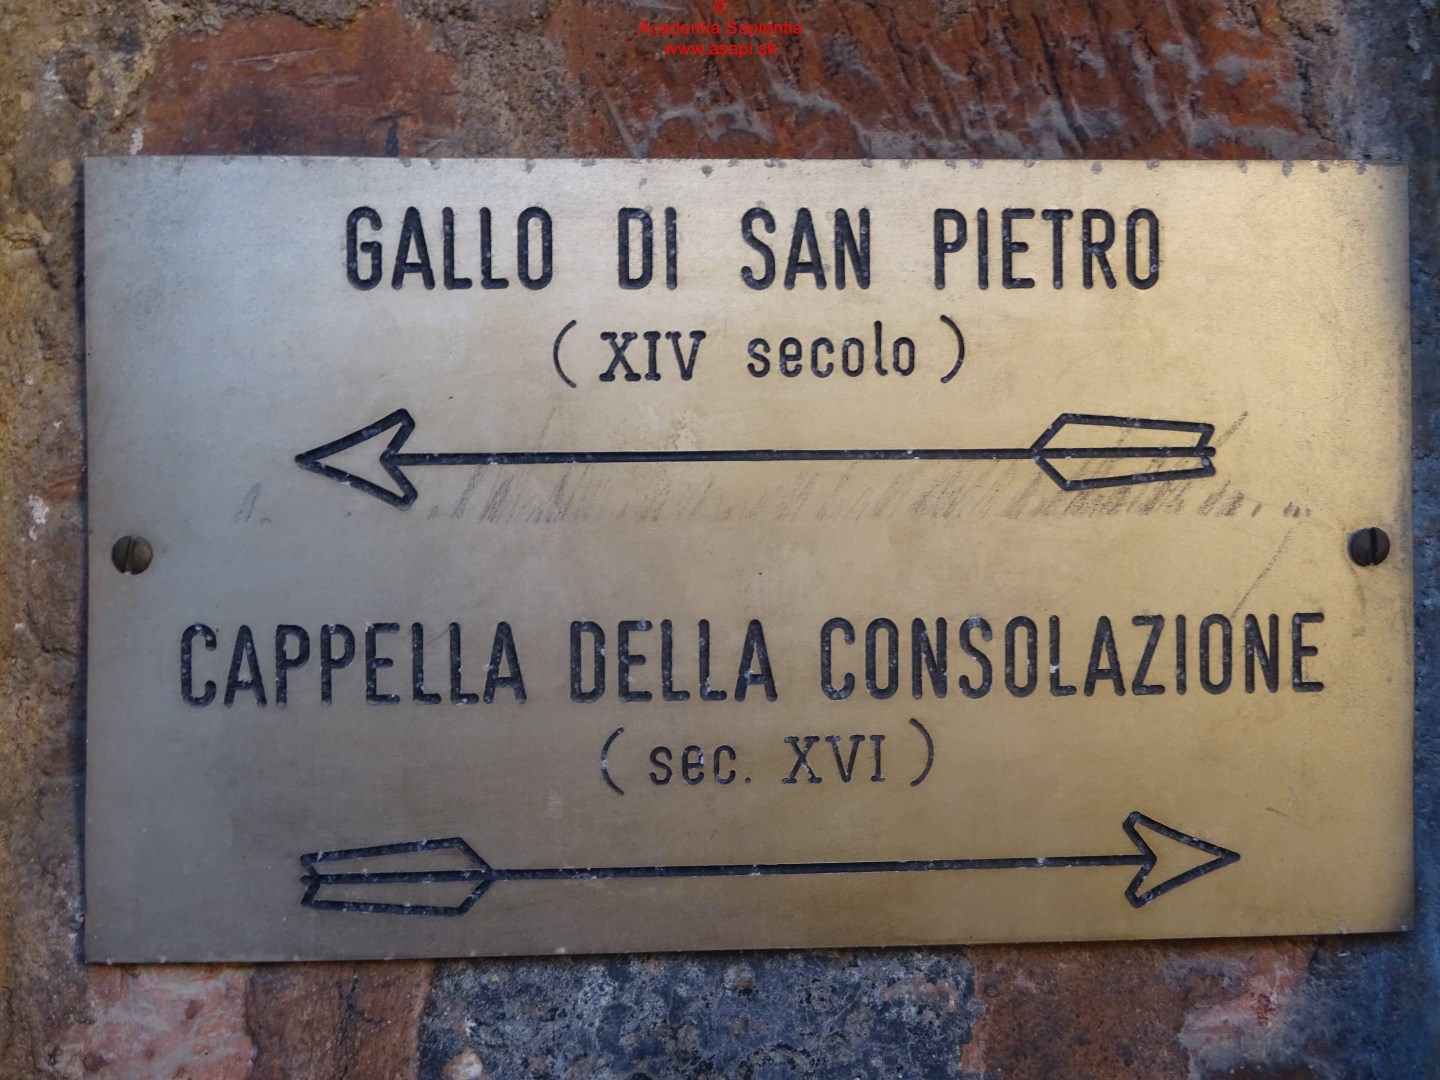 ©
Academia Sapientia
www.asapi.sk
GALLO DI SAN PIETRO
(XIV secolo)
CAPPELLA DELLA CONSOLAZIONE
(sec. XVI)